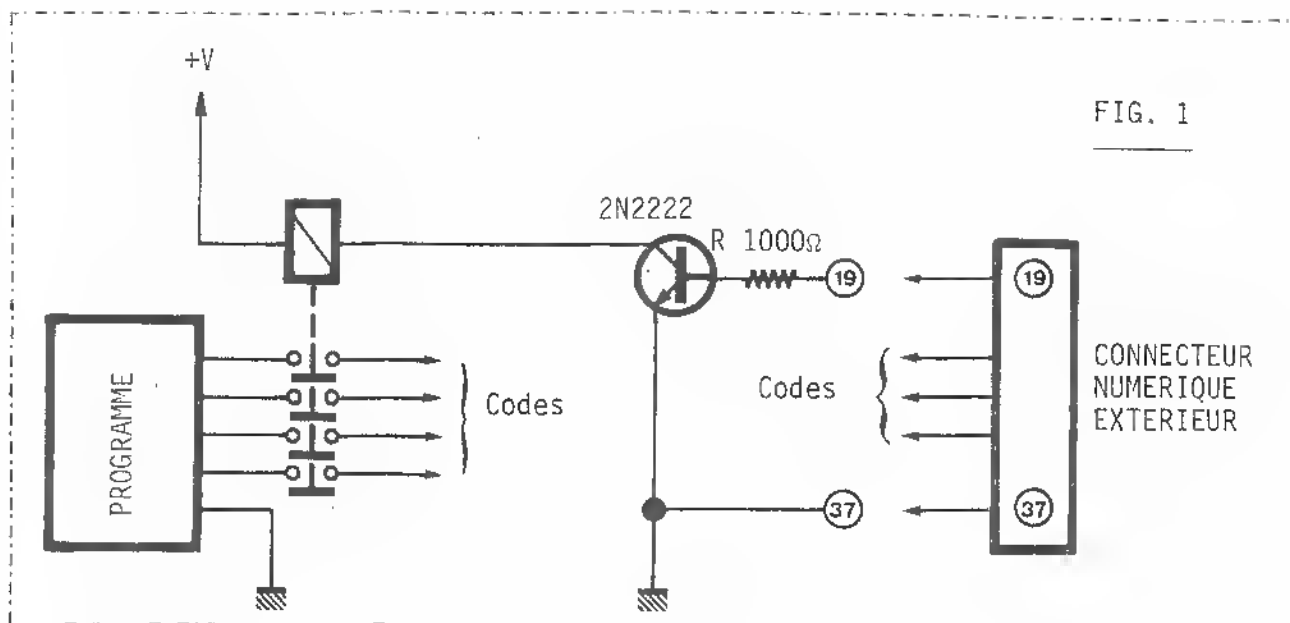 +V
FIG. 1
2N2222
R 1000Ω
19
19
PROGRAMME
Codes
Codes
CONNECTEUR
NUMERIQUE
EXTERIEUR
37
37